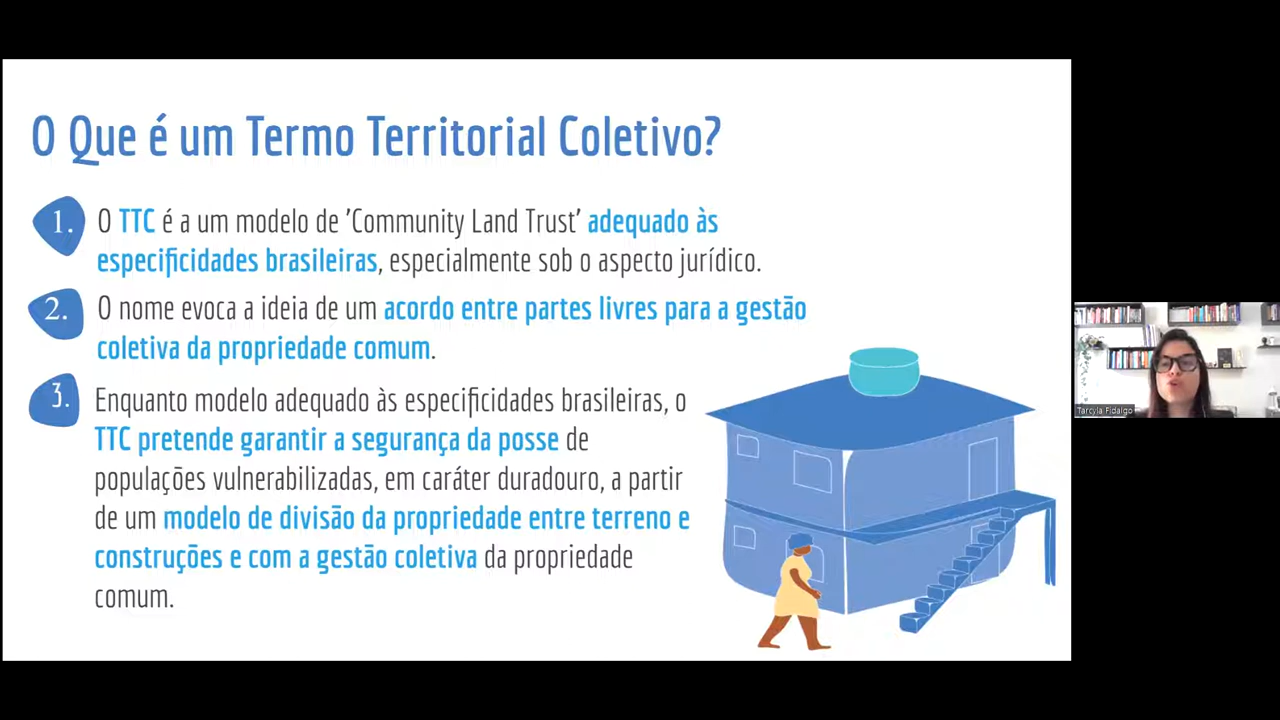 O Que é um Termo Territorial Coletivo?
1. O TTC é a um modelo de 'Community Land Trust' adequado às
especificidades brasileiras, especialmente sob o aspecto jurídico.
2. O nome evoca a ideia de um acordo entre partes livres para a gestão
coletiva da propriedade comum.
3. Enquanto modelo adequado às especificidades brasileiras, o
TTC pretende garantir a segurança da posse de
populações vulnerabilizadas, em caráter duradouro, a partir
de um modelo de divisão da propriedade entre terreno e
construções e com a gestão coletiva da propriedade
comum.
Tarcyla Fidalgo